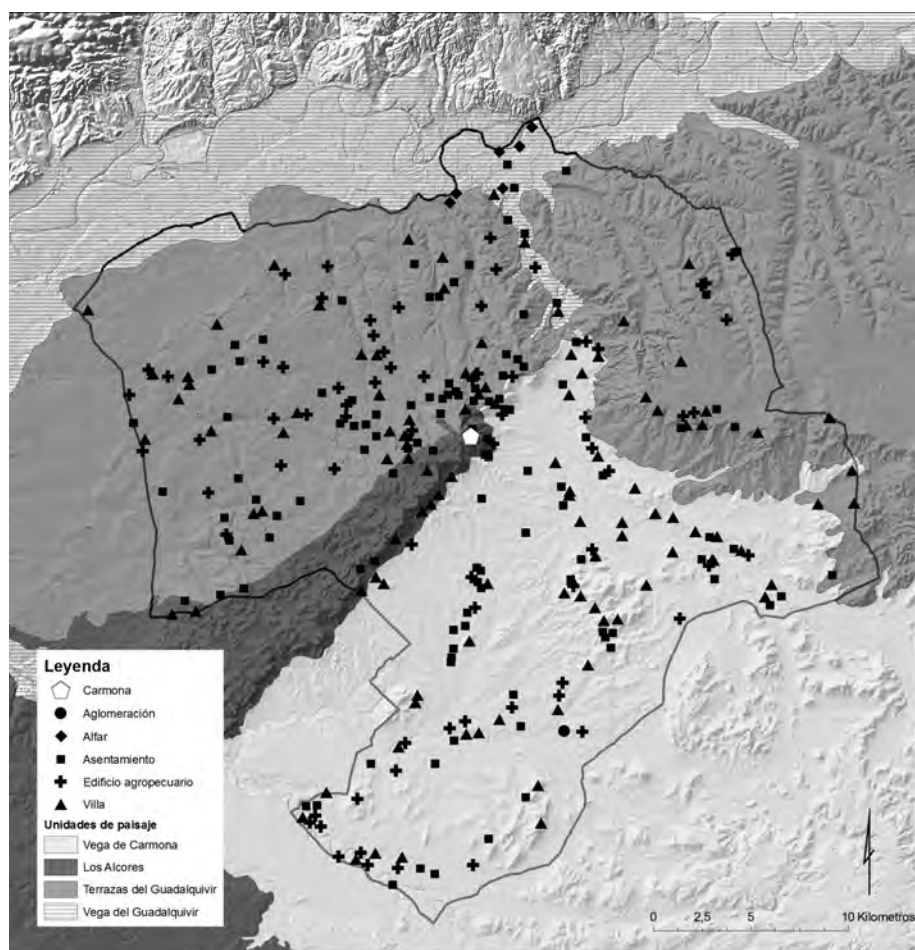 Leyenda
Carmona
Aglomeración
Alfar
Asentamiento
Edificio agropecuario
Villa
Unidades de paisaje
Vega de Carmona
Los Alcores
Terrazas del Guadalquivir
Vega del Guadalquivir
0 2,5 5 10 Kilometros